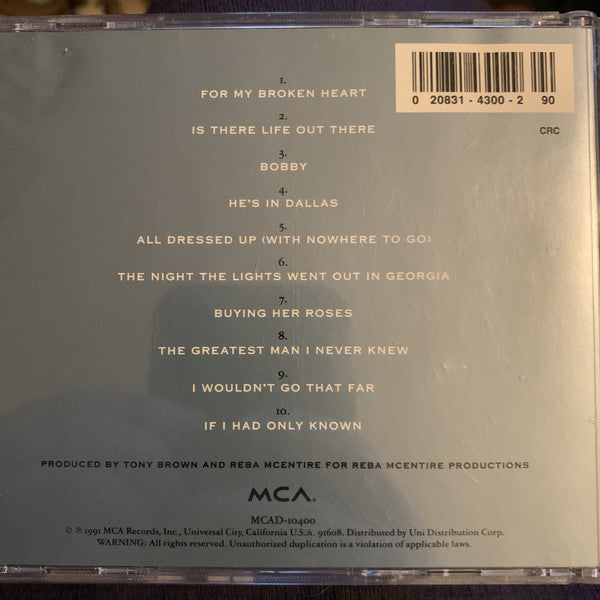 1.
FOR MY BROKEN HEART
2.
IS THERE LIFE OUT THERE
3.
BOBBY
4.
HE'S IN DALLAS
5.
ALL DRESSED UP (WITH NOWHERE TO GO)
6.
THE NIGHT THE LIGHTS WENT OUT IN GEORGIA
7.
BUYING HER ROSES
8.
THE GREATEST MAN I NEVER KNEW
9.
I WOULDN'T GO THAT FAR
10.
IF I HAD ONLY KNOWN
0 20831 - 4300 - 2 90
CRC
PRODUCED BY TONY BROWN AND REBA MCENTIRE FOR REBA MCENTIRE PRODUCTIONS
MCA®
MCAD-10400
© ℗ 1991 MCA Records, Inc., Universal City, California U.S.A. 91608. Distributed by Uni Distribution Corp.
WARNING: All rights reserved. Unauthorized duplication is a violation of applicable laws.